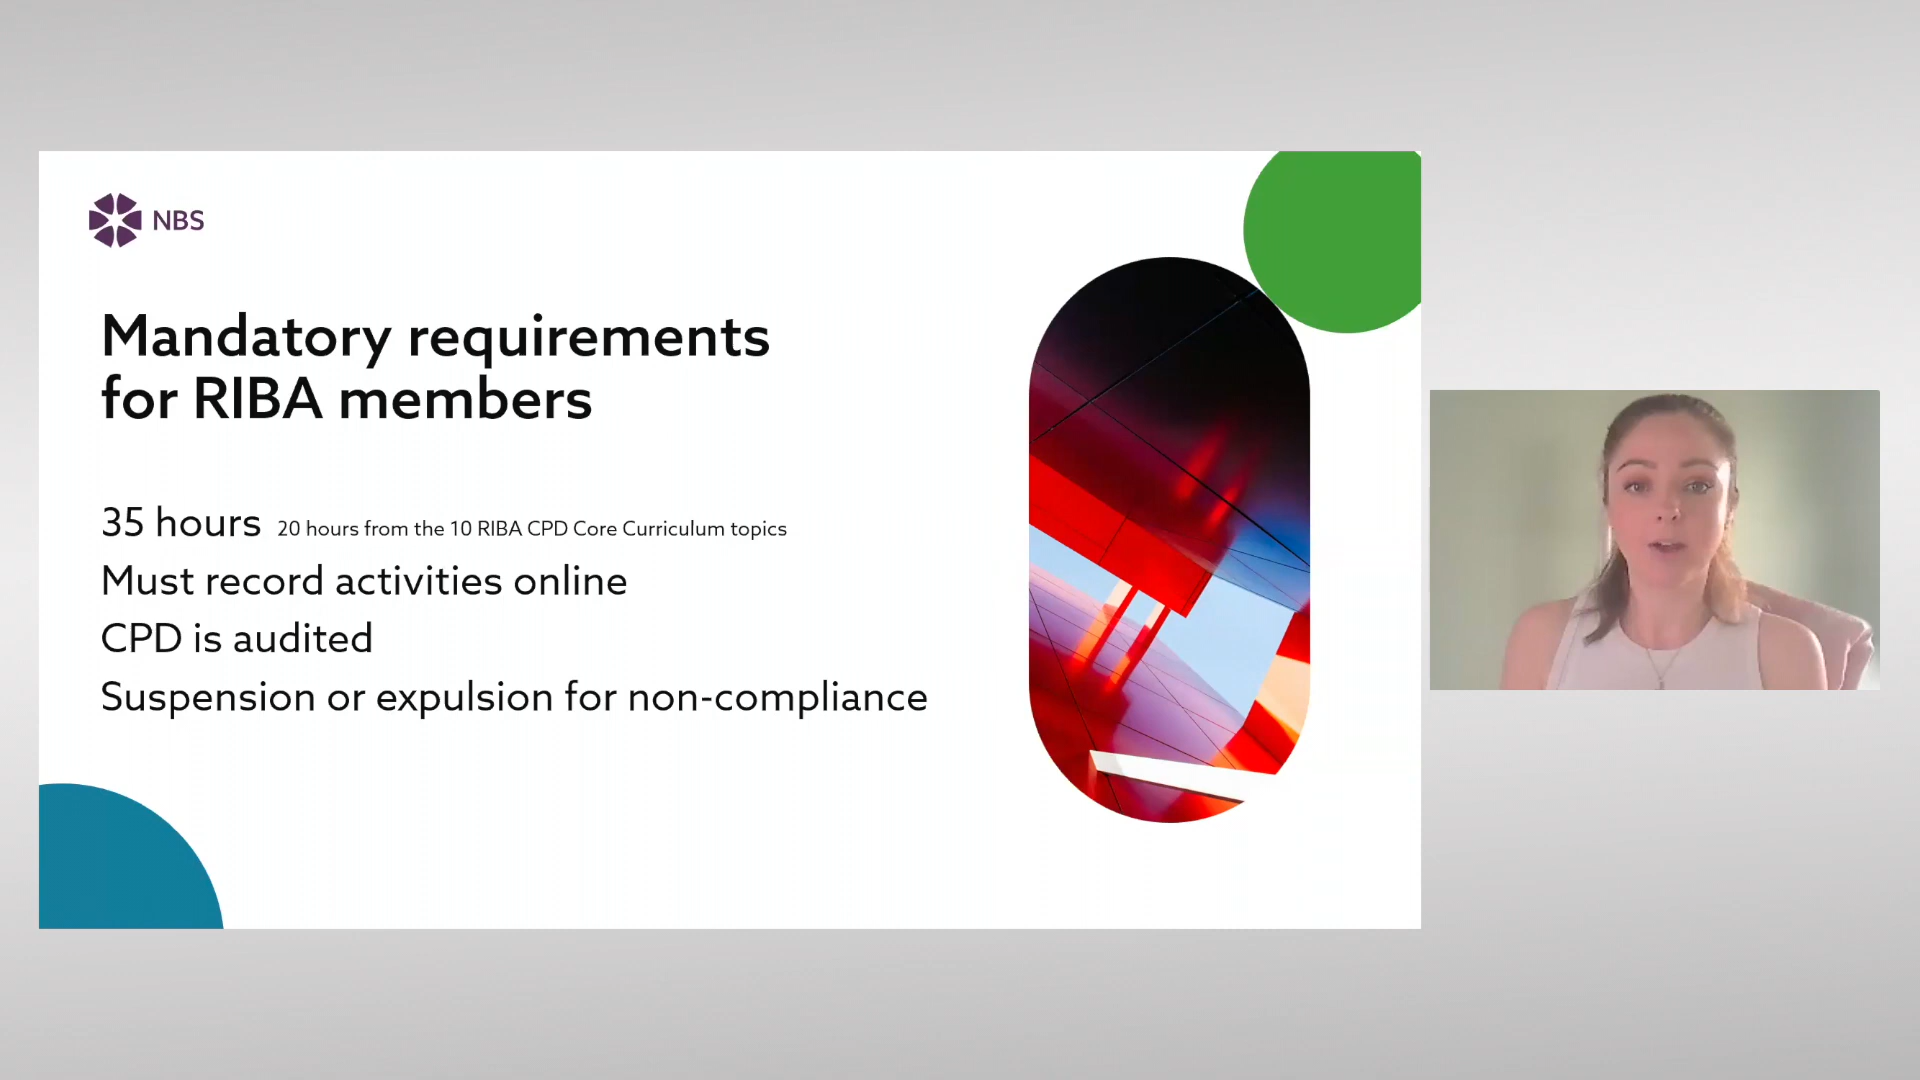 NBS
Mandatory requirements
for RIBA members
35 hours 20 hours from the 10 RIBA CPD Core Curriculum topics
Must record activities online
CPD is audited
Suspension or expulsion for non-compliance